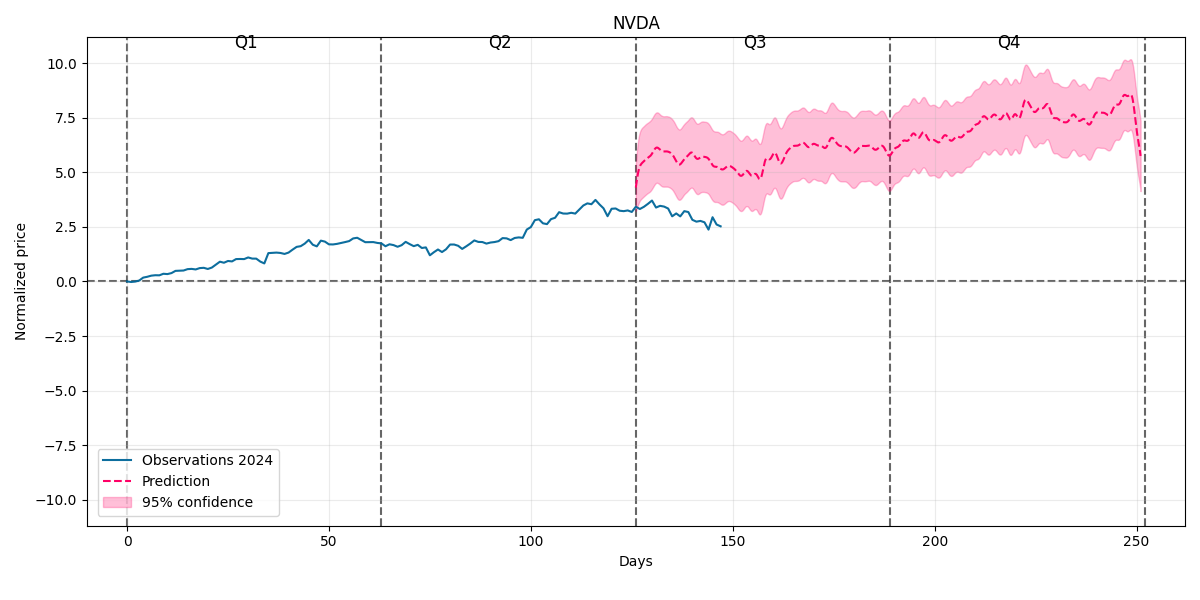 NVDA
Q1 Q2 Q3 Q4
10.0
7.5
5.0
2.5
0.0
−2.5
−5.0
−7.5
−10.0
Normalized price
Observations 2024
Prediction
95% confidence
0 50 100 150 200 250
Days